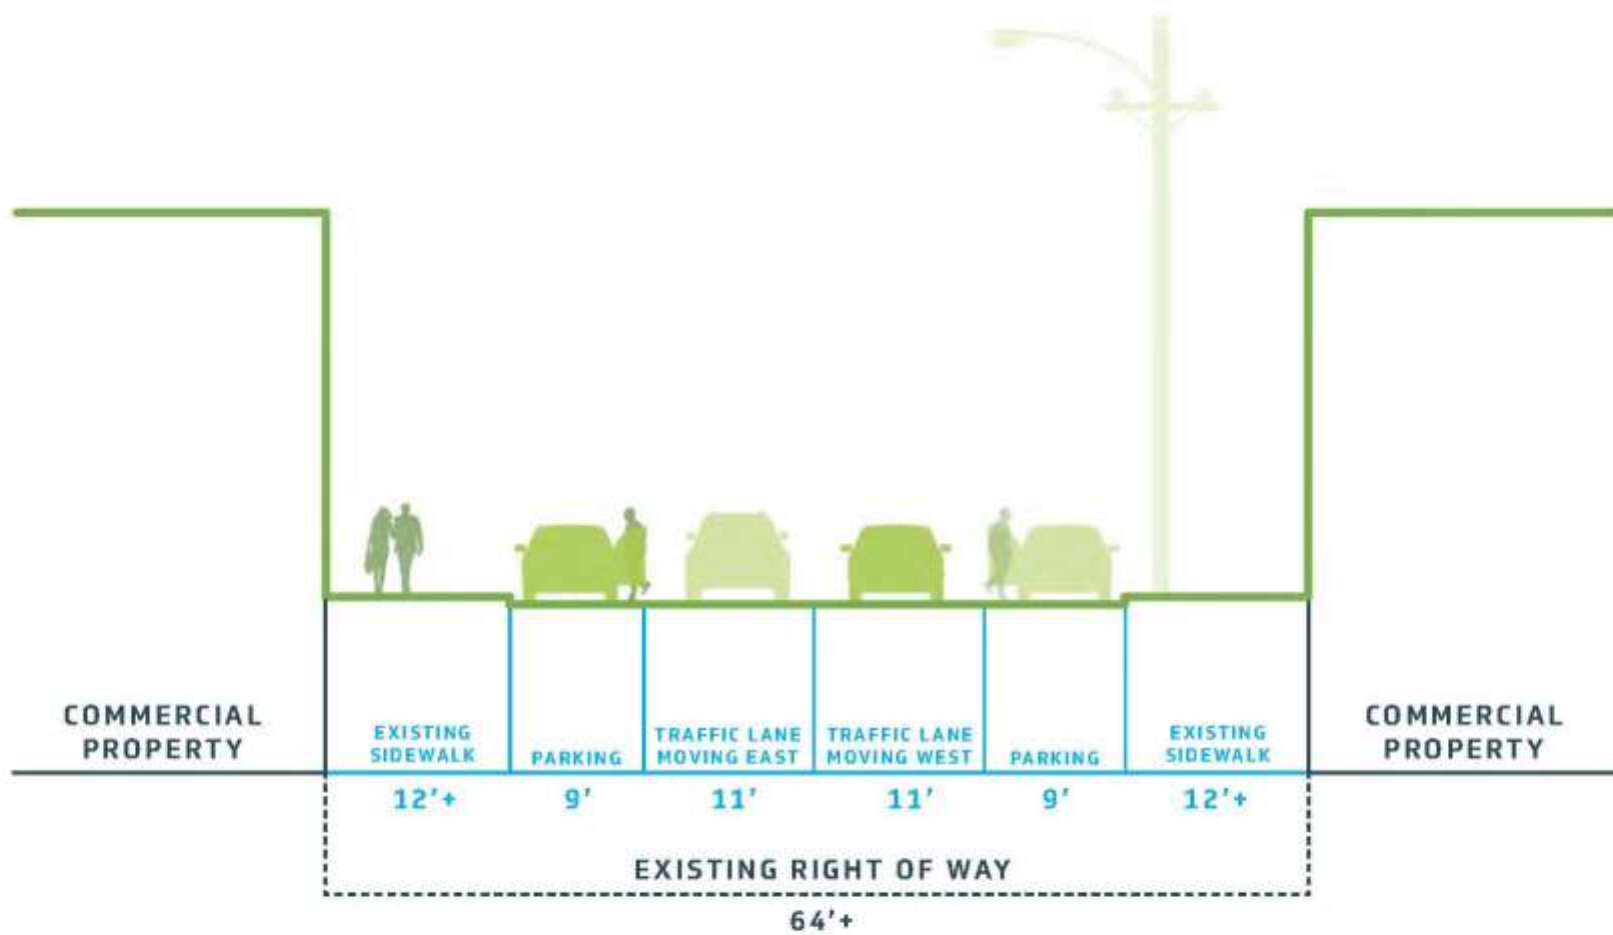 COMMERCIAL
PROPERTY
EXISTING
SIDEWALK
PARKING
TRAFFIC LANE
MOVING EAST
TRAFFIC LANE
MOVING WEST
PARKING
EXISTING
SIDEWALK
COMMERCIAL
PROPERTY
12'+
9'
11'
11'
9'
12'+
EXISTING RIGHT OF WAY
64'+